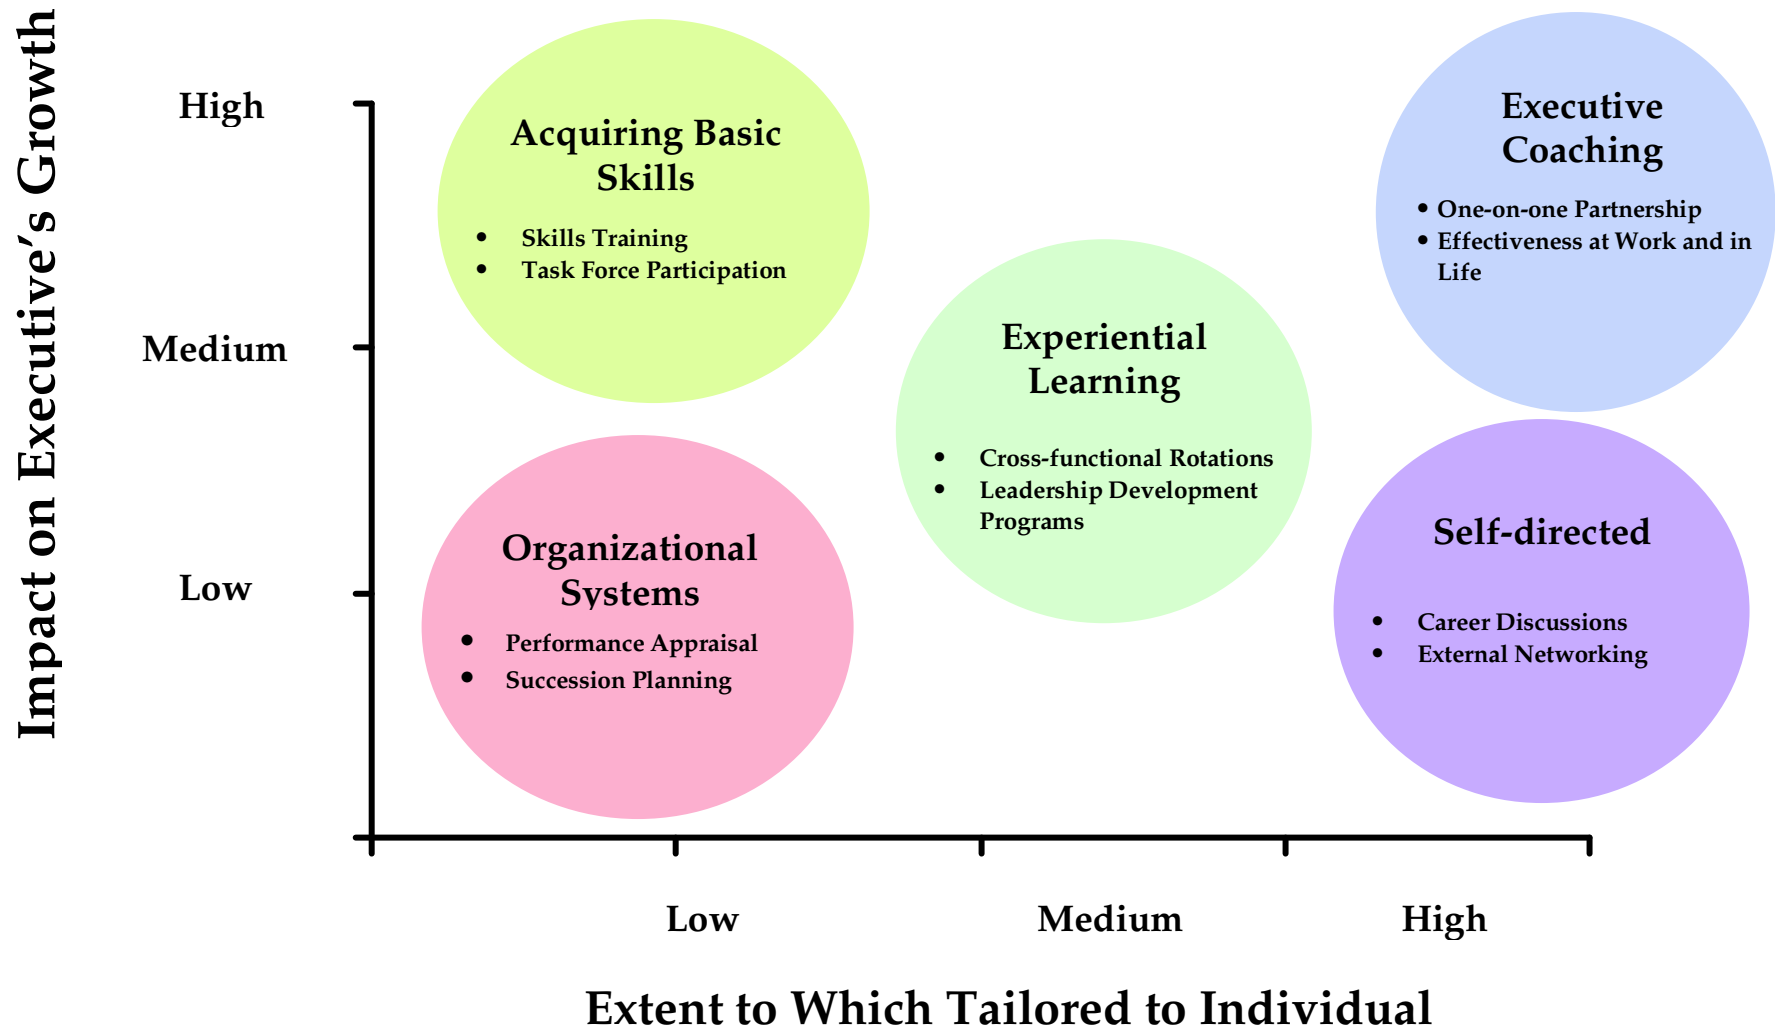 Impact on Executive's Growth
High
Medium
Low
Acquiring Basic
Skills
• Skills Training
• Task Force Participation
Executive
Coaching
• One-on-one Partnership
• Effectiveness at Work and in
Life
Experiential
Learning
• Cross-functional Rotations
• Leadership Development
Programs
Organizational
Systems
• Performance Appraisal
• Succession Planning
Self-directed
• Career Discussions
• External Networking
Low
Medium
High
Extent to Which Tailored to Individual